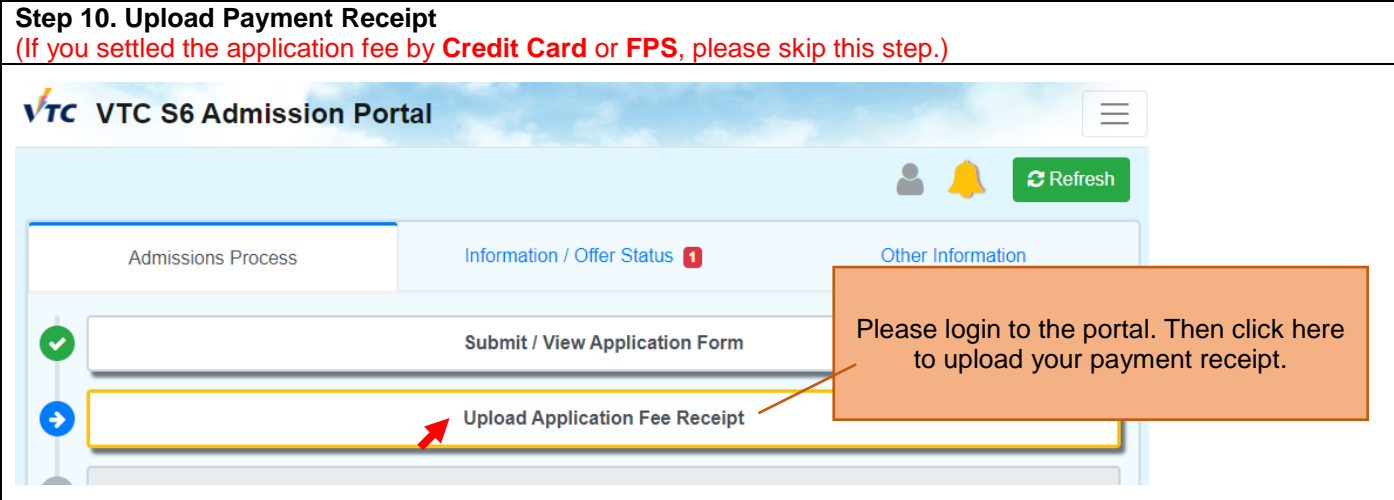 Step 10. Upload Payment Receipt
(If you settled the application fee by Credit Card or FPS, please skip this step.)
VTC VTC S6 Admission Portal
Refresh
Admissions Process Information / Offer Status 1 Other Information
Submit / View Application Form
Please login to the portal. Then click here
to upload your payment receipt.
Upload Application Fee Receipt